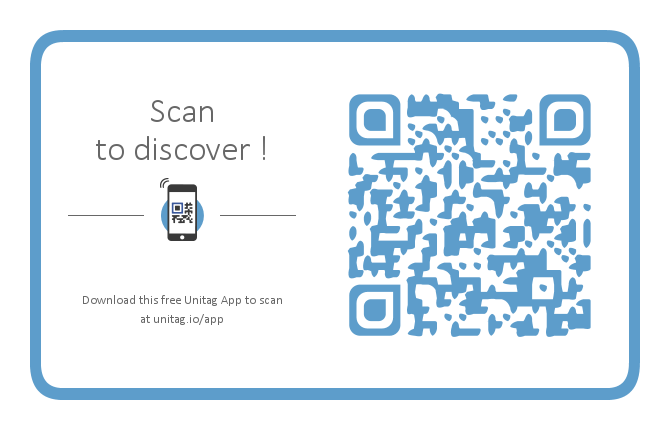 Scan
to discover !
Download this free Unitag App to scan
at unitag.io/app